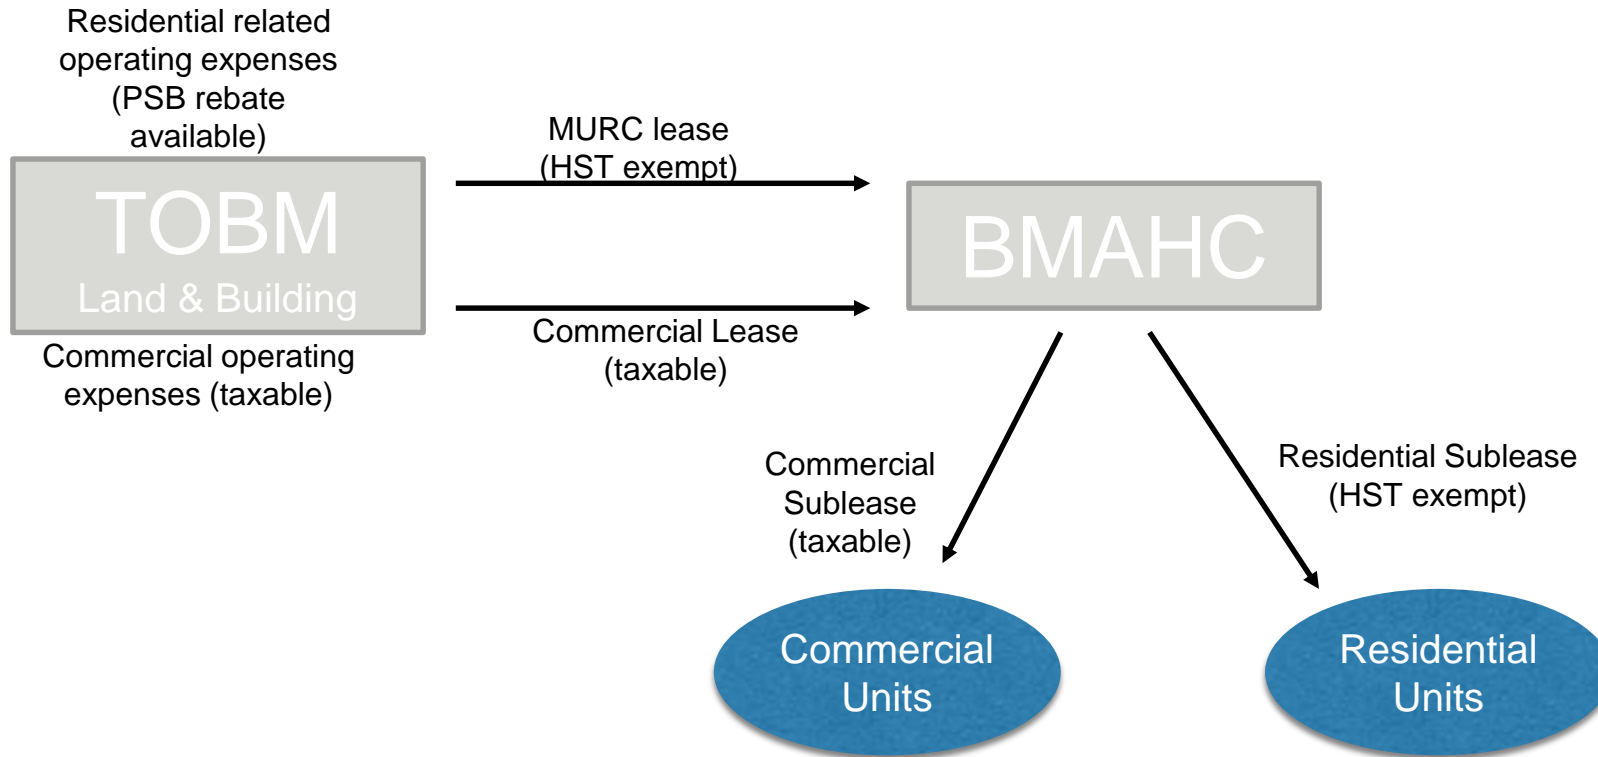 Residential related
operating expenses
(PSB rebate
available)
TOBM
Land & Building
Commercial operating
expenses (taxable)
MURC lease
(HST exempt)
Commercial Lease
(taxable)
BMAHC
Commercial
Sublease
(taxable)
Residential Sublease
(HST exempt)
Commercial
Units
Residential
Units